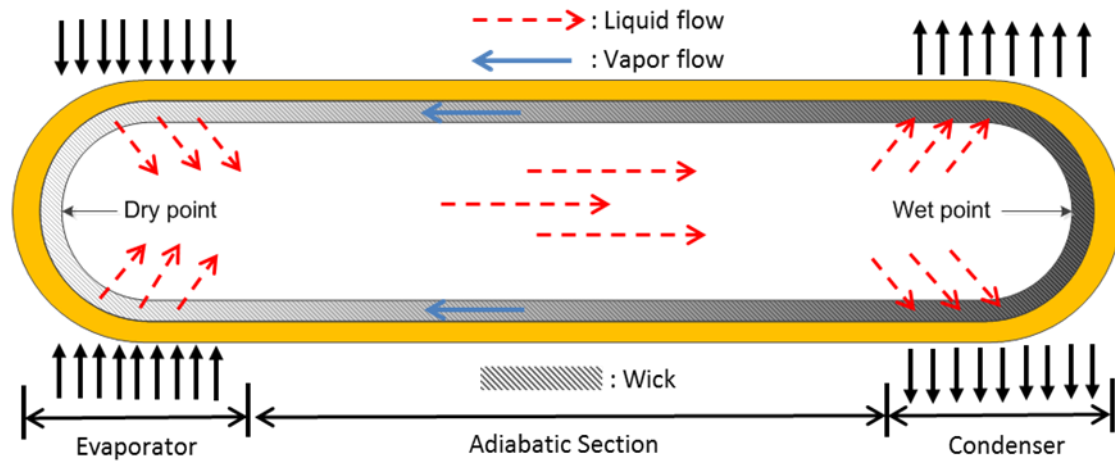 : Liquid flow
: Vapor flow
Dry point
Wet point
: Wick
Evaporator
Adiabatic Section
Condenser